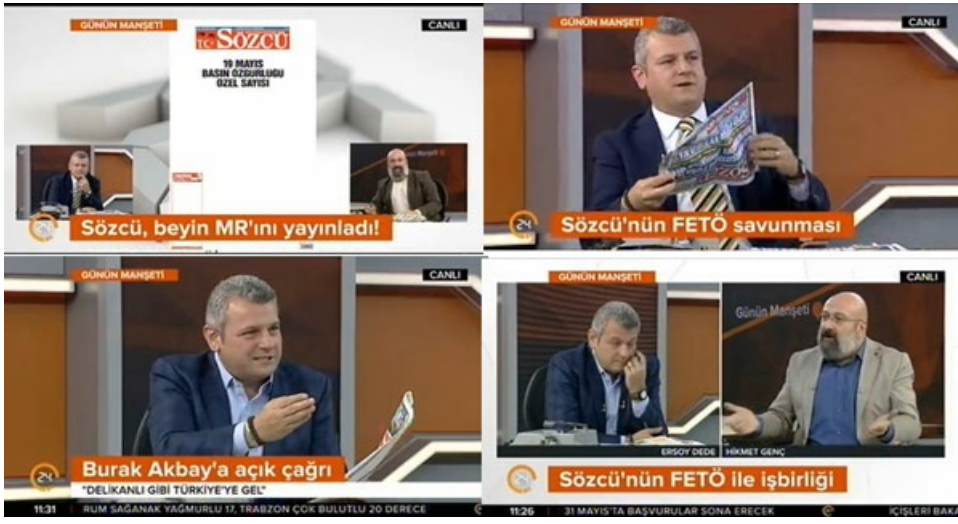 GÜNÜN MANŞETİ
CANLI
SÖZCÜ
19 MAYIS
BASIN ÖZGÜRLÜĞÜ
ÖZEL SAYISI
Sözcü, beyin MR'ını yayınladı!
GÜNÜN MANŞETİ
CANLI
24
Sözcü'nün FETÖ savunması
GÜNÜN MANŞETİ
CANLI
24
Burak Akbay'a açık çağrı
"DELİKANLI GİBİ TÜRKİYE'YE GEL"
11:31 RUM SAĞANAK YAĞMURLU 17, TRABZON ÇOK BULUTLU 20 DERECE
GÜNÜN MANŞETİ
CANLI
Günün Manşeti
ERSOY DEDE
HİKMET GENÇ
Sözcü'nün FETÖ ile işbirliği
11:26 31 MAYIS'TA BAŞVURULAR SONA ERECEK İÇİŞLERİ BAKA